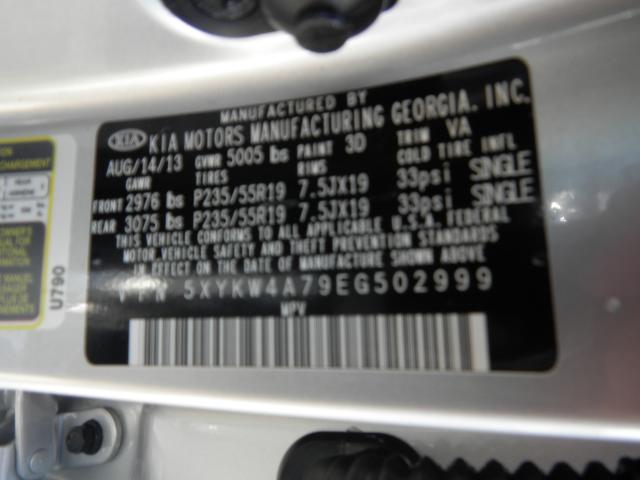 MANUFACTURED BY
KIA KIA MOTORS MANUFACTURING GEORGIA. INC.
AUG/14/13 GVWR 5005 lbs PAINT 3D TRIM VA
GAWR TIRES RIMS COLD TIRE INFL
FRONT 2976 lbs P235/55R19 7.5JX19 33psi SINGLE
REAR 3075 lbs P235/55R19 7.5JX19 33psi SINGLE
THIS VEHICLE CONFORMS TO ALL APPLICABLE U.S.A. FEDERAL
MOTOR VEHICLE SAFETY AND THEFT PREVENTION STANDARDS
IN EFFECT ON THE DATE OF MANUFACTURE SHOWN ABOVE
VIN 5XYKW4A79EG502999
MPV
U790